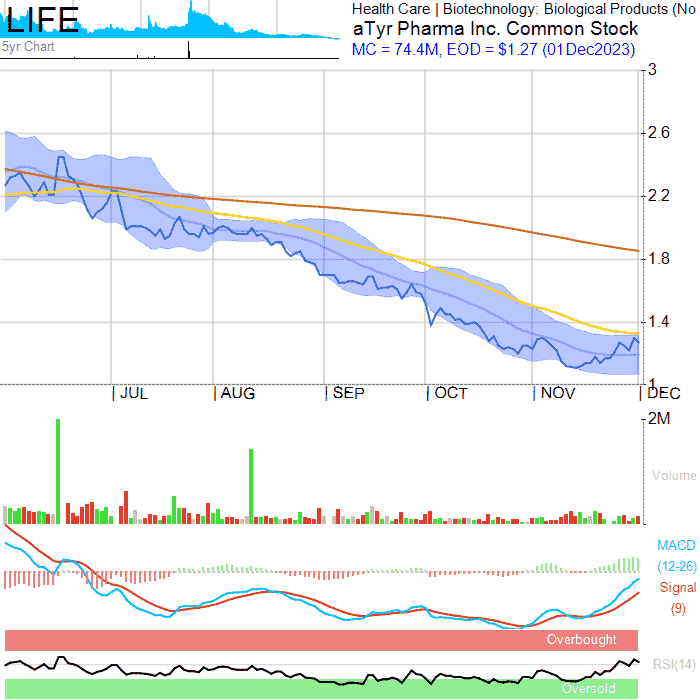 LIFE
5yr Chart
Health Care | Biotechnology: Biological Products (No
aTyr Pharma Inc. Common Stock
MC = 74.4M, EOD = $1.27 (01Dec2023)
3
2.6
2.2
1.8
1.4
1
JUL AUG SEP OCT NOV DEC
2M
Volume
MACD
(12-26)
Signal
(9)
Overbought
RSI(14)
Oversold